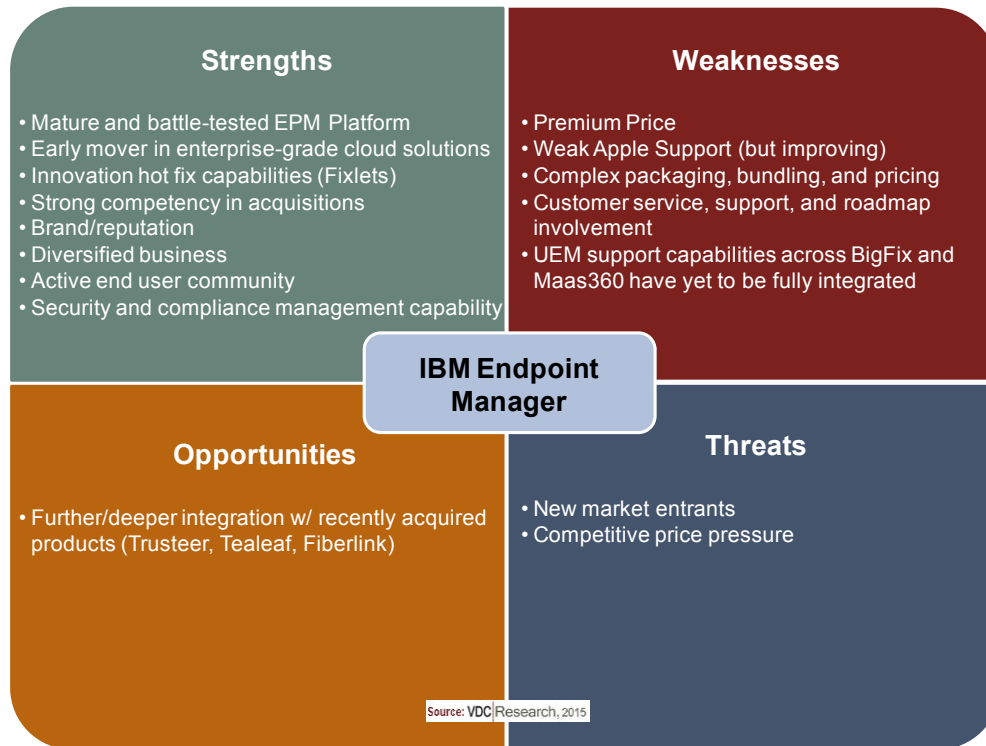 Strengths
• Mature and battle-tested EPM Platform
• Early mover in enterprise-grade cloud solutions
• Innovation hot fix capabilities (Fixlets)
• Strong competency in acquisitions
• Brand/reputation
• Diversified business
• Active end user community
• Security and compliance management capability
Weaknesses
• Premium Price
• Weak Apple Support (but improving)
• Complex packaging, bundling, and pricing
• Customer service, support, and roadmap
involvement
• UEM support capabilities across BigFix and
Maas360 have yet to be fully integrated
IBM Endpoint
Manager
Opportunities
• Further/deeper integration w/ recently acquired
products (Trusteer, Tealeaf, Fiberlink)
Threats
• New market entrants
• Competitive price pressure
Source: VDC|Research, 2015